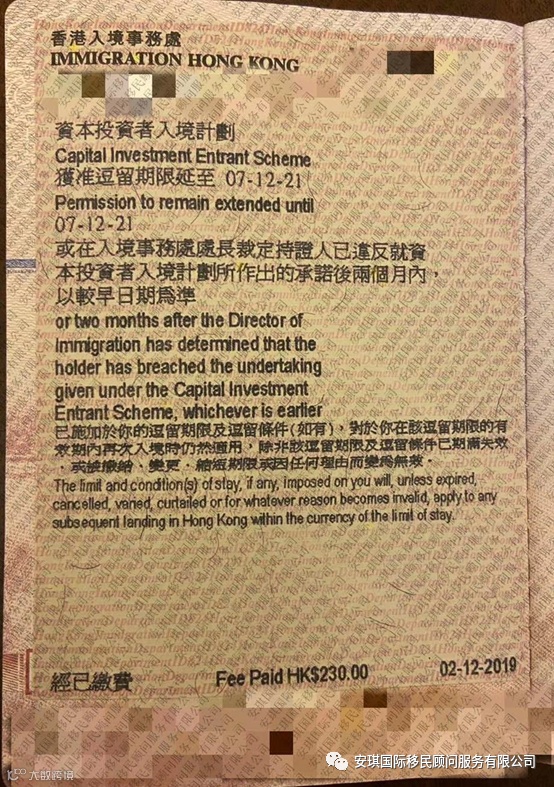 香港入境事務處
IMMIGRATION HONG KONG
資本投資者入境計劃
Capital Investment Entrant Scheme
獲准逗留期限延至 07-12-21
Permission to remain extended until
07-12-21
或在入境事務處處長裁定持證人已違反就資
本投資者入境計劃所作出的承諾後兩個月內，
以較早日期為準
or two months after the Director of
Immigration has determined that the
holder has breached the undertaking
given under the Capital Investment
Entrant Scheme, whichever is earlier
已施加於你的逗留期限及逗留條件(如有)，對於你在該逗留期限的有
效期內再次入境時仍然適用，除非該逗留期限及逗留條件已期滿失效
，或被撤銷、變更、縮短期限或因任何理由而變為無效。
The limit and condition(s) of stay, if any, imposed on you will, unless expired,
cancelled, varied, curtailed or for whatever reason becomes invalid, apply to any
subsequent landing in Hong Kong within the currency of the limit of stay.
經已繳費 Fee Paid HK$230.00 02-12-2019
安琪国际移民顾问服务有限公司
大数跨境